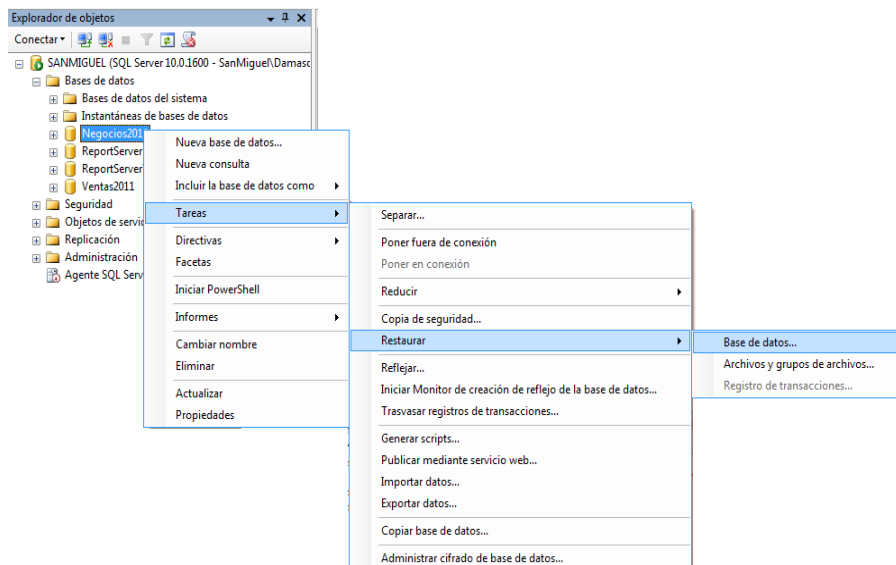 Explorador de objetos
Conectar
SANMIGUEL (SQL Server 10.0.1600 - SanMiguel\Damasc
Bases de datos
Bases de datos del sistema
Instantáneas de bases de datos
Negocios201
ReportServer
ReportServer
Ventas2011
Seguridad
Objetos de servic
Replicación
Administración
Agente SQL Serv
Nueva base de datos...
Nueva consulta
Incluir la base de datos como
Tareas
Directivas
Facetas
Iniciar PowerShell
Informes
Cambiar nombre
Eliminar
Actualizar
Propiedades
Separar...
Poner fuera de conexión
Poner en conexión
Reducir
Copia de seguridad...
Restaurar
Reflejar...
Iniciar Monitor de creación de reflejo de la base de datos...
Trasvasar registros de transacciones...
Generar scripts...
Publicar mediante servicio web...
Importar datos...
Exportar datos...
Copiar base de datos...
Administrar cifrado de base de datos...
Base de datos...
Archivos y grupos de archivos...
Registro de transacciones...